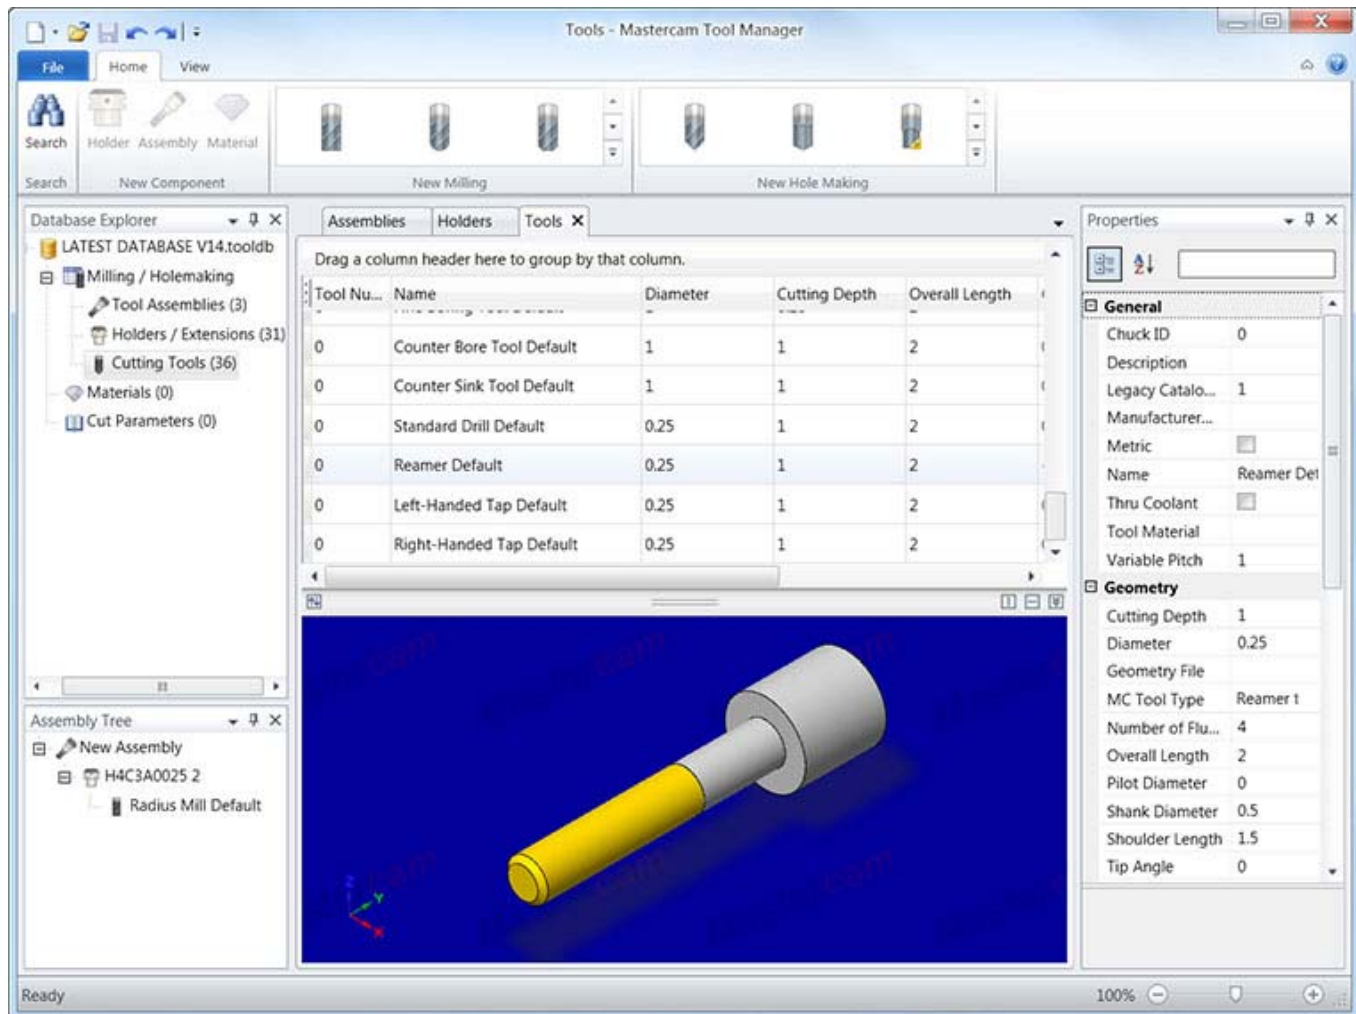 Tools - Mastercam Tool Manager
File Home View
Search Holder Assembly Material
Search New Component New Milling New Hole Making
Database Explorer
LATEST DATABASE V14.tooldb
Milling / Holemaking
Tool Assemblies (3)
Holders / Extensions (31)
Cutting Tools (36)
Materials (0)
Cut Parameters (0)
Assembly Tree
New Assembly
H4C3A0025 2
Radius Mill Default
Assemblies Holders Tools
Drag a column header here to group by that column.
Tool Nu... Name Diameter Cutting Depth Overall Length
0 Counter Bore Tool Default 1 1 2
0 Counter Sink Tool Default 1 1 2
0 Standard Drill Default 0.25 1 2
0 Reamer Default 0.25 1 2
0 Left-Handed Tap Default 0.25 1 2
0 Right-Handed Tap Default 0.25 1 2
Z
Y
X
Properties
A
Z
General
Chuck ID 0
Description
Legacy Catalo... 1
Manufacturer...
Metric
Name Reamer Def
Thru Coolant
Tool Material
Variable Pitch 1
Geometry
Cutting Depth 1
Diameter 0.25
Geometry File
MC Tool Type Reamer t
Number of Flu... 4
Overall Length 2
Pilot Diameter 0
Shank Diameter 0.5
Shoulder Length 1.5
Tip Angle 0
Ready
100%